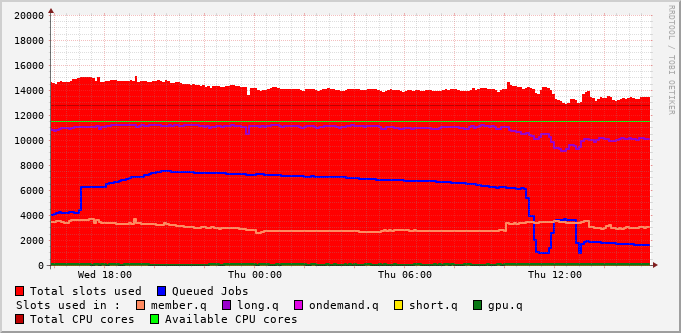 20000
18000
16000
14000
12000
10000
8000
6000
4000
2000
0
Wed 18:00 Thu 00:00 Thu 06:00 Thu 12:00
Total slots used Queued Jobs
Slots used in : member.q long.q ondemand.q short.q gpu.q
Total CPU cores Available CPU cores
RRDTOOL / TOBI OETIKER